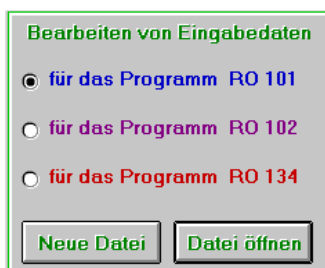 Bearbeiten von Eingabedaten
für das Programm RO 101
für das Programm RO 102
für das Programm RO 134
Neue Datei Datei öffnen